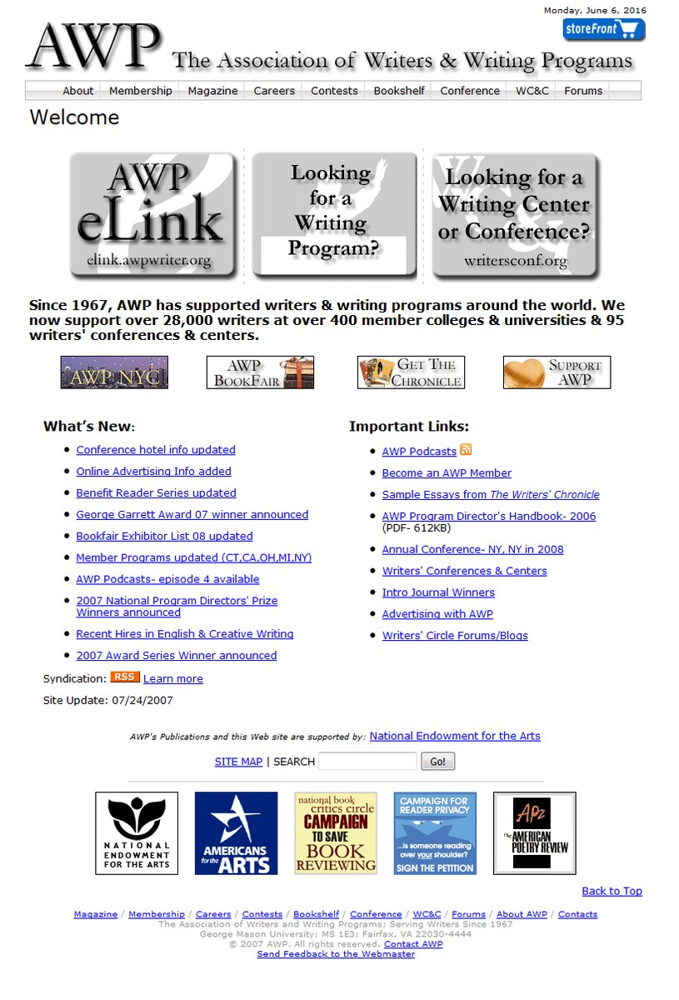 Monday, June 6, 2016
storeFront
AWP The Association of Writers & Writing Programs
About Membership Magazine Careers Contests Bookshelf Conference WC&C Forums
Welcome
AWP
eLink
elink.awpwriter.org
Looking
for a
Writing
Program?
Looking for a
Writing Center
or Conference?
writersconf.org
Since 1967, AWP has supported writers & writing programs around the world. We
now support over 28,000 writers at over 400 member colleges & universities & 95
writers' conferences & centers.
AWP NYC
AWP
BookFair
Get The
Chronicle
Support
AWP
What's New:
Conference hotel info updated
Online Advertising Info added
Benefit Reader Series updated
George Garrett Award 07 winner announced
Bookfair Exhibitor List 08 updated
Member Programs updated (CT,CA,OH,MI,NY)
AWP Podcasts- episode 4 available
2007 National Program Directors' Prize
Winners announced
Recent Hires in English & Creative Writing
2007 Award Series Winner announced
Syndication: RSS Learn more
Site Update: 07/24/2007
Important Links:
AWP Podcasts
Become an AWP Member
Sample Essays from The Writers' Chronicle
AWP Program Director's Handbook- 2006
(PDF- 612KB)
Annual Conference- NY, NY in 2008
Writers' Conferences & Centers
Intro Journal Winners
Advertising with AWP
Writers' Circle Forums/Blogs
AWP's Publications and this Web site are supported by: National Endowment for the Arts
SITE MAP | SEARCH Go!
NATIONAL
ENDOWMENT
FOR THE ARTS
AMERICANS
for the ARTS
national book
critics circle
CAMPAIGN
TO SAVE
BOOK
REVIEWING
CAMPAIGN FOR
READER PRIVACY
...is someone reading
over your shoulder?
SIGN THE PETITION
APR
The AMERICAN
POETRY REVIEW
Back to Top
Magazine / Membership / Careers / Contests / Bookshelf / Conference / WC&C / Forums / About AWP / Contacts
The Association of Writers and Writing Programs; Serving Writers Since 1967
George Mason University; MS 1E3; Fairfax, VA 22030-4444
© 2007 AWP. All rights reserved. Contact AWP
Send Feedback to the Webmaster